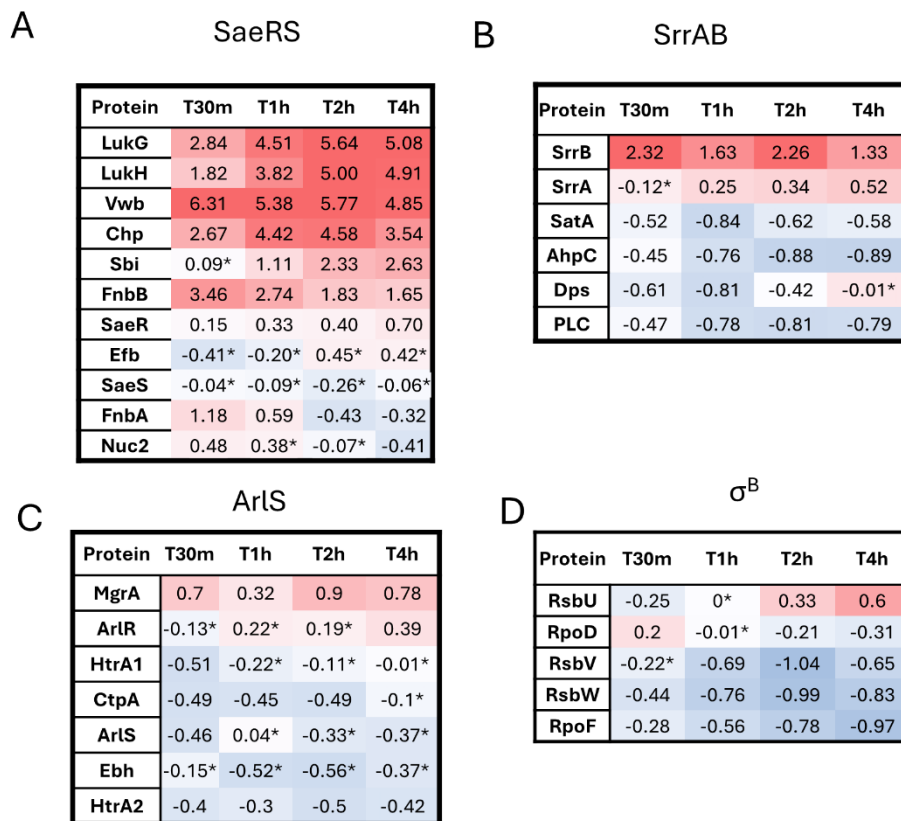 A
SaeRS
Protein T30m T1h T2h T4h
LukG 2.84 4.51 5.64 5.08
LukH 1.82 3.82 5.00 4.91
Vwb 6.31 5.38 5.77 4.85
Chp 2.67 4.42 4.58 3.54
Sbi 0.09* 1.11 2.33 2.63
FnbB 3.46 2.74 1.83 1.65
SaeR 0.15 0.33 0.40 0.70
Efb -0.41* -0.20* 0.45* 0.42*
SaeS -0.04* -0.09* -0.26* -0.06*
FnbA 1.18 0.59 -0.43 -0.32
Nuc2 0.48 0.38* -0.07* -0.41
B
SrrAB
Protein T30m T1h T2h T4h
SrrB 2.32 1.63 2.26 1.33
SrrA -0.12* 0.25 0.34 0.52
SatA -0.52 -0.84 -0.62 -0.58
AhpC -0.45 -0.76 -0.88 -0.89
Dps -0.61 -0.81 -0.42 -0.01*
PLC -0.47 -0.78 -0.81 -0.79
C
ArlS
Protein T30m T1h T2h T4h
MgrA 0.7 0.32 0.9 0.78
ArlR -0.13* 0.22* 0.19* 0.39
HtrA1 -0.51 -0.22* -0.11* -0.01*
CtpA -0.49 -0.45 -0.49 -0.1*
ArlS -0.46 0.04* -0.33* -0.37*
Ebh -0.15* -0.52* -0.56* -0.37*
HtrA2 -0.4 -0.3 -0.5 -0.42
D
σᴮ
Protein T30m T1h T2h T4h
RsbU -0.25 0* 0.33 0.6
RpoD 0.2 -0.01* -0.21 -0.31
RsbV -0.22* -0.69 -1.04 -0.65
RsbW -0.44 -0.76 -0.99 -0.83
RpoF -0.28 -0.56 -0.78 -0.97